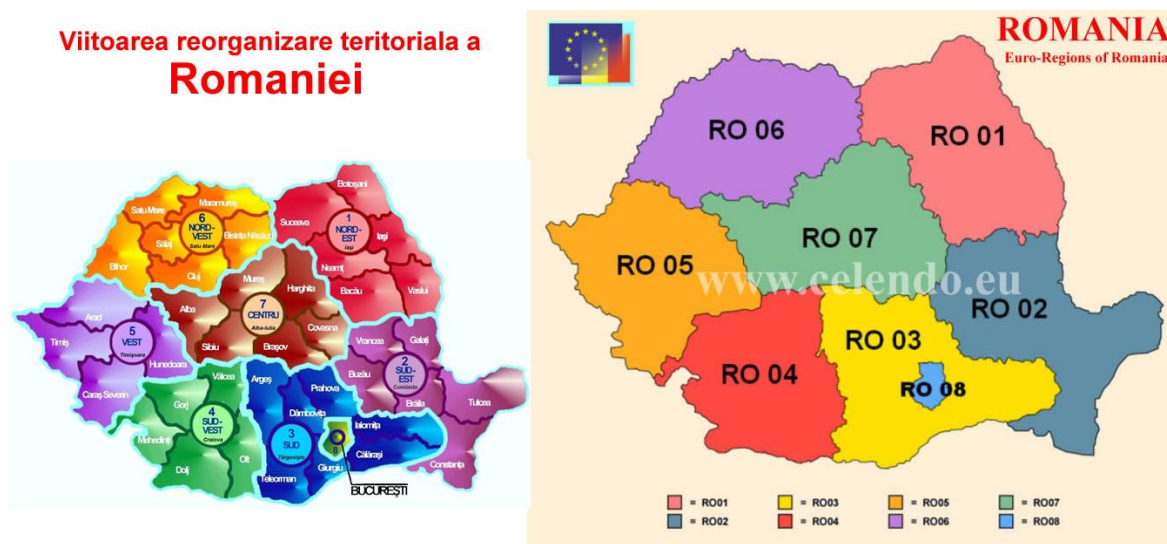 Viitoarea reorganizare teritoriala a
Romaniei
Botoșani
Maramureș
Satu Mare
Suceava
6
NORD-
VEST
Satu Mare
1
NORD-
EST
Iași
Bistrița Năsăud
Iași
Sălaj
Bihor
Cluj
Neamț
Mureș
Harghita
Bacău
Vaslui
Alba
7
CENTRU
Alba-Iulia
Arad
Timiș
5
VEST
Timișoara
Covasna
Sibiu
Brașov
Vrancea
Galați
Hunedoara
Caraș Severin
Vâlcea
Argeș
Prahova
Buzău
2
SUD-
EST
Constanța
Brăila
Tulcea
Gorj
4
SUD-
VEST
Craiova
Dâmbovița
Mehedinți
Olt
3
SUD
Târgoviște
8
Ialomița
Călărași
Dolj
Teleorman
Giurgiu
Constanța
BUCUREȘTI
ROMANIA
Euro-Regions of Romania
RO 06
RO 01
RO 07
RO 05
www.celendo.eu
RO 02
RO 03
RO 04
RO 08
= RO01
= RO03
= RO05
= RO07
= RO02
= RO04
= RO06
= RO08